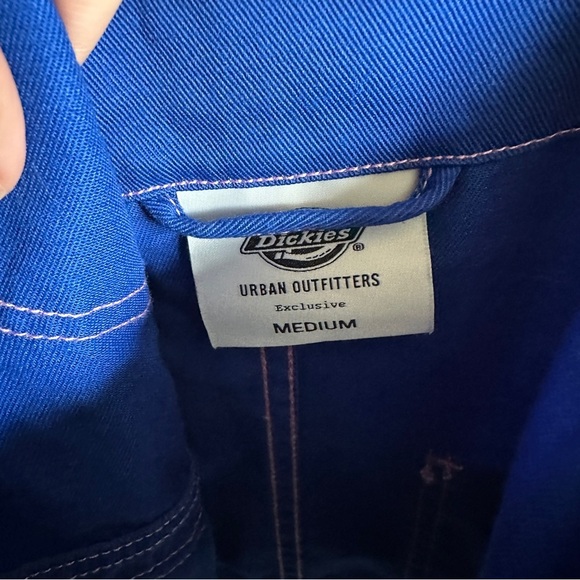 Dickies®
URBAN OUTFITTERS
Exclusive
MEDIUM